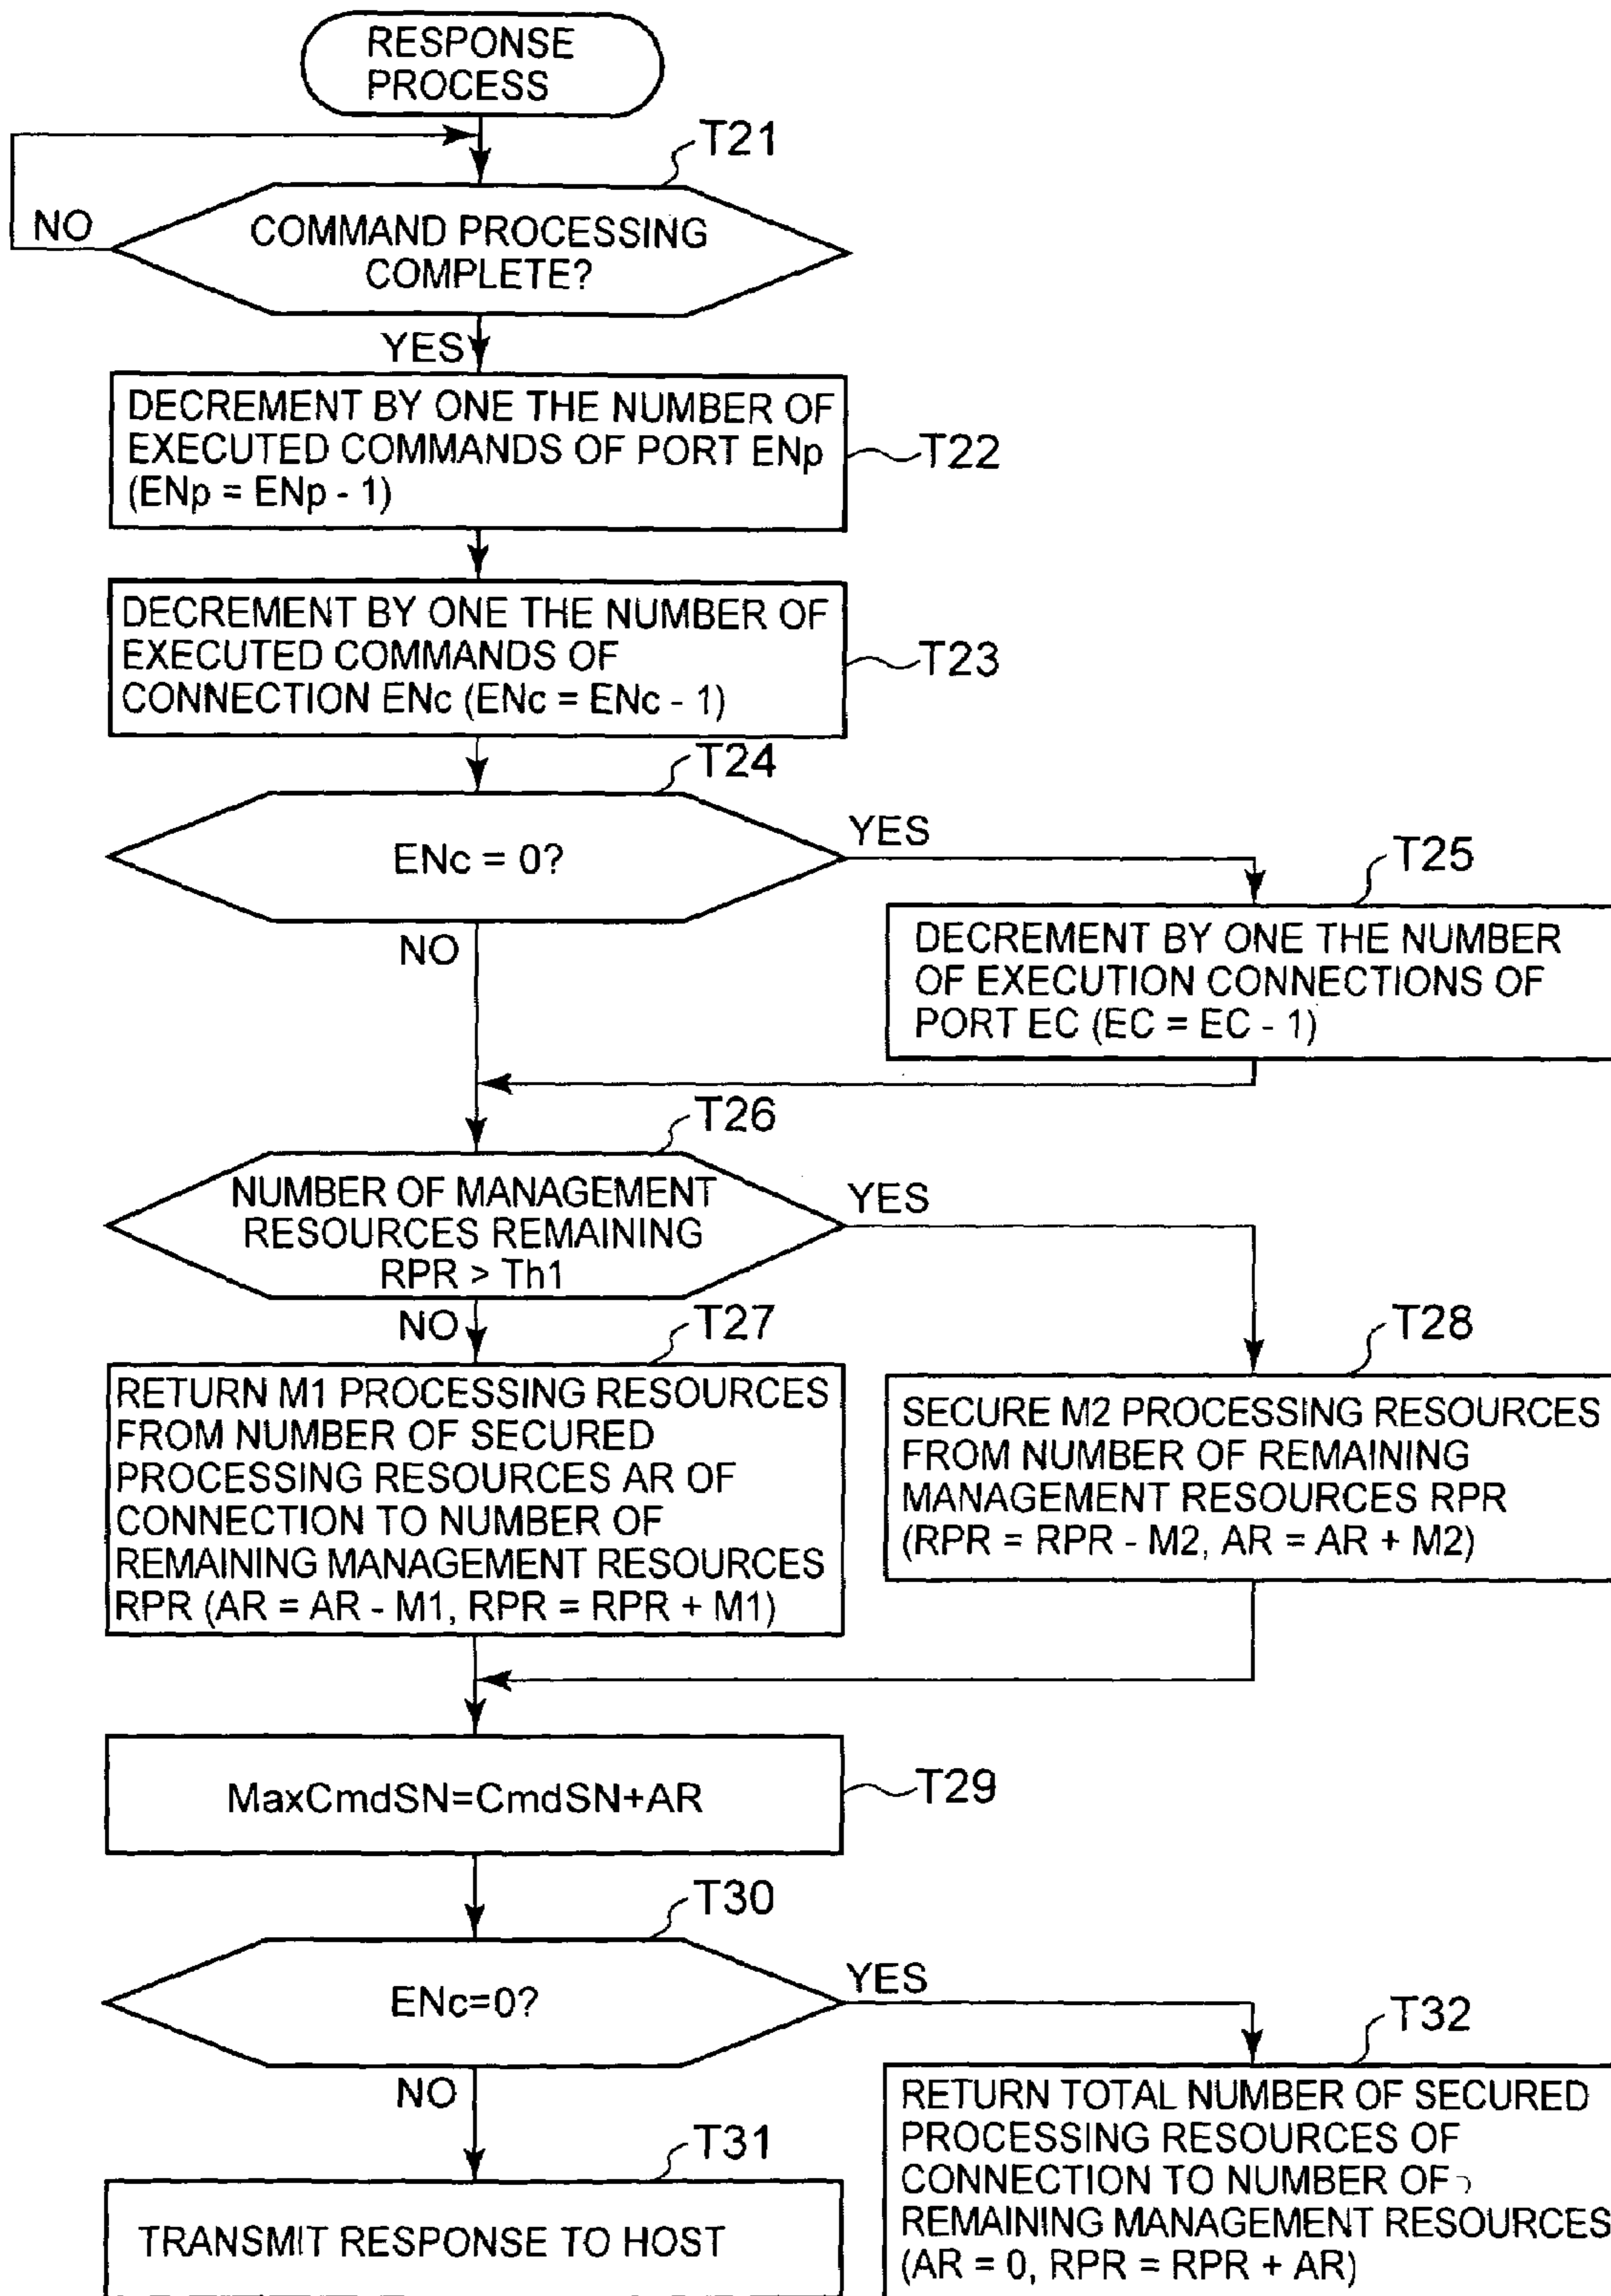 RESPONSE
PROCESS
T21
NO
COMMAND PROCESSING
COMPLETE?
YES
DECREMENT BY ONE THE NUMBER OF
EXECUTED COMMANDS OF PORT ENp
(ENp = ENp - 1)
T22
DECREMENT BY ONE THE NUMBER OF
EXECUTED COMMANDS OF
CONNECTION ENc (ENc = ENc - 1)
T23
T24
ENc = 0?
YES
NO
T25
DECREMENT BY ONE THE NUMBER
OF EXECUTION CONNECTIONS OF
PORT EC (EC = EC - 1)
T26
NUMBER OF MANAGEMENT
RESOURCES REMAINING
RPR > Th1
YES
NO
T27
RETURN M1 PROCESSING RESOURCES
FROM NUMBER OF SECURED
PROCESSING RESOURCES AR OF
CONNECTION TO NUMBER OF
REMAINING MANAGEMENT RESOURCES
RPR (AR = AR - M1, RPR = RPR + M1)
T28
SECURE M2 PROCESSING RESOURCES
FROM NUMBER OF REMAINING
MANAGEMENT RESOURCES RPR
(RPR = RPR - M2, AR = AR + M2)
MaxCmdSN=CmdSN+AR
T29
T30
ENc=0?
YES
NO
T31
TRANSMIT RESPONSE TO HOST
T32
RETURN TOTAL NUMBER OF SECURED
PROCESSING RESOURCES OF
CONNECTION TO NUMBER OF
REMAINING MANAGEMENT RESOURCES
(AR = 0, RPR = RPR + AR)